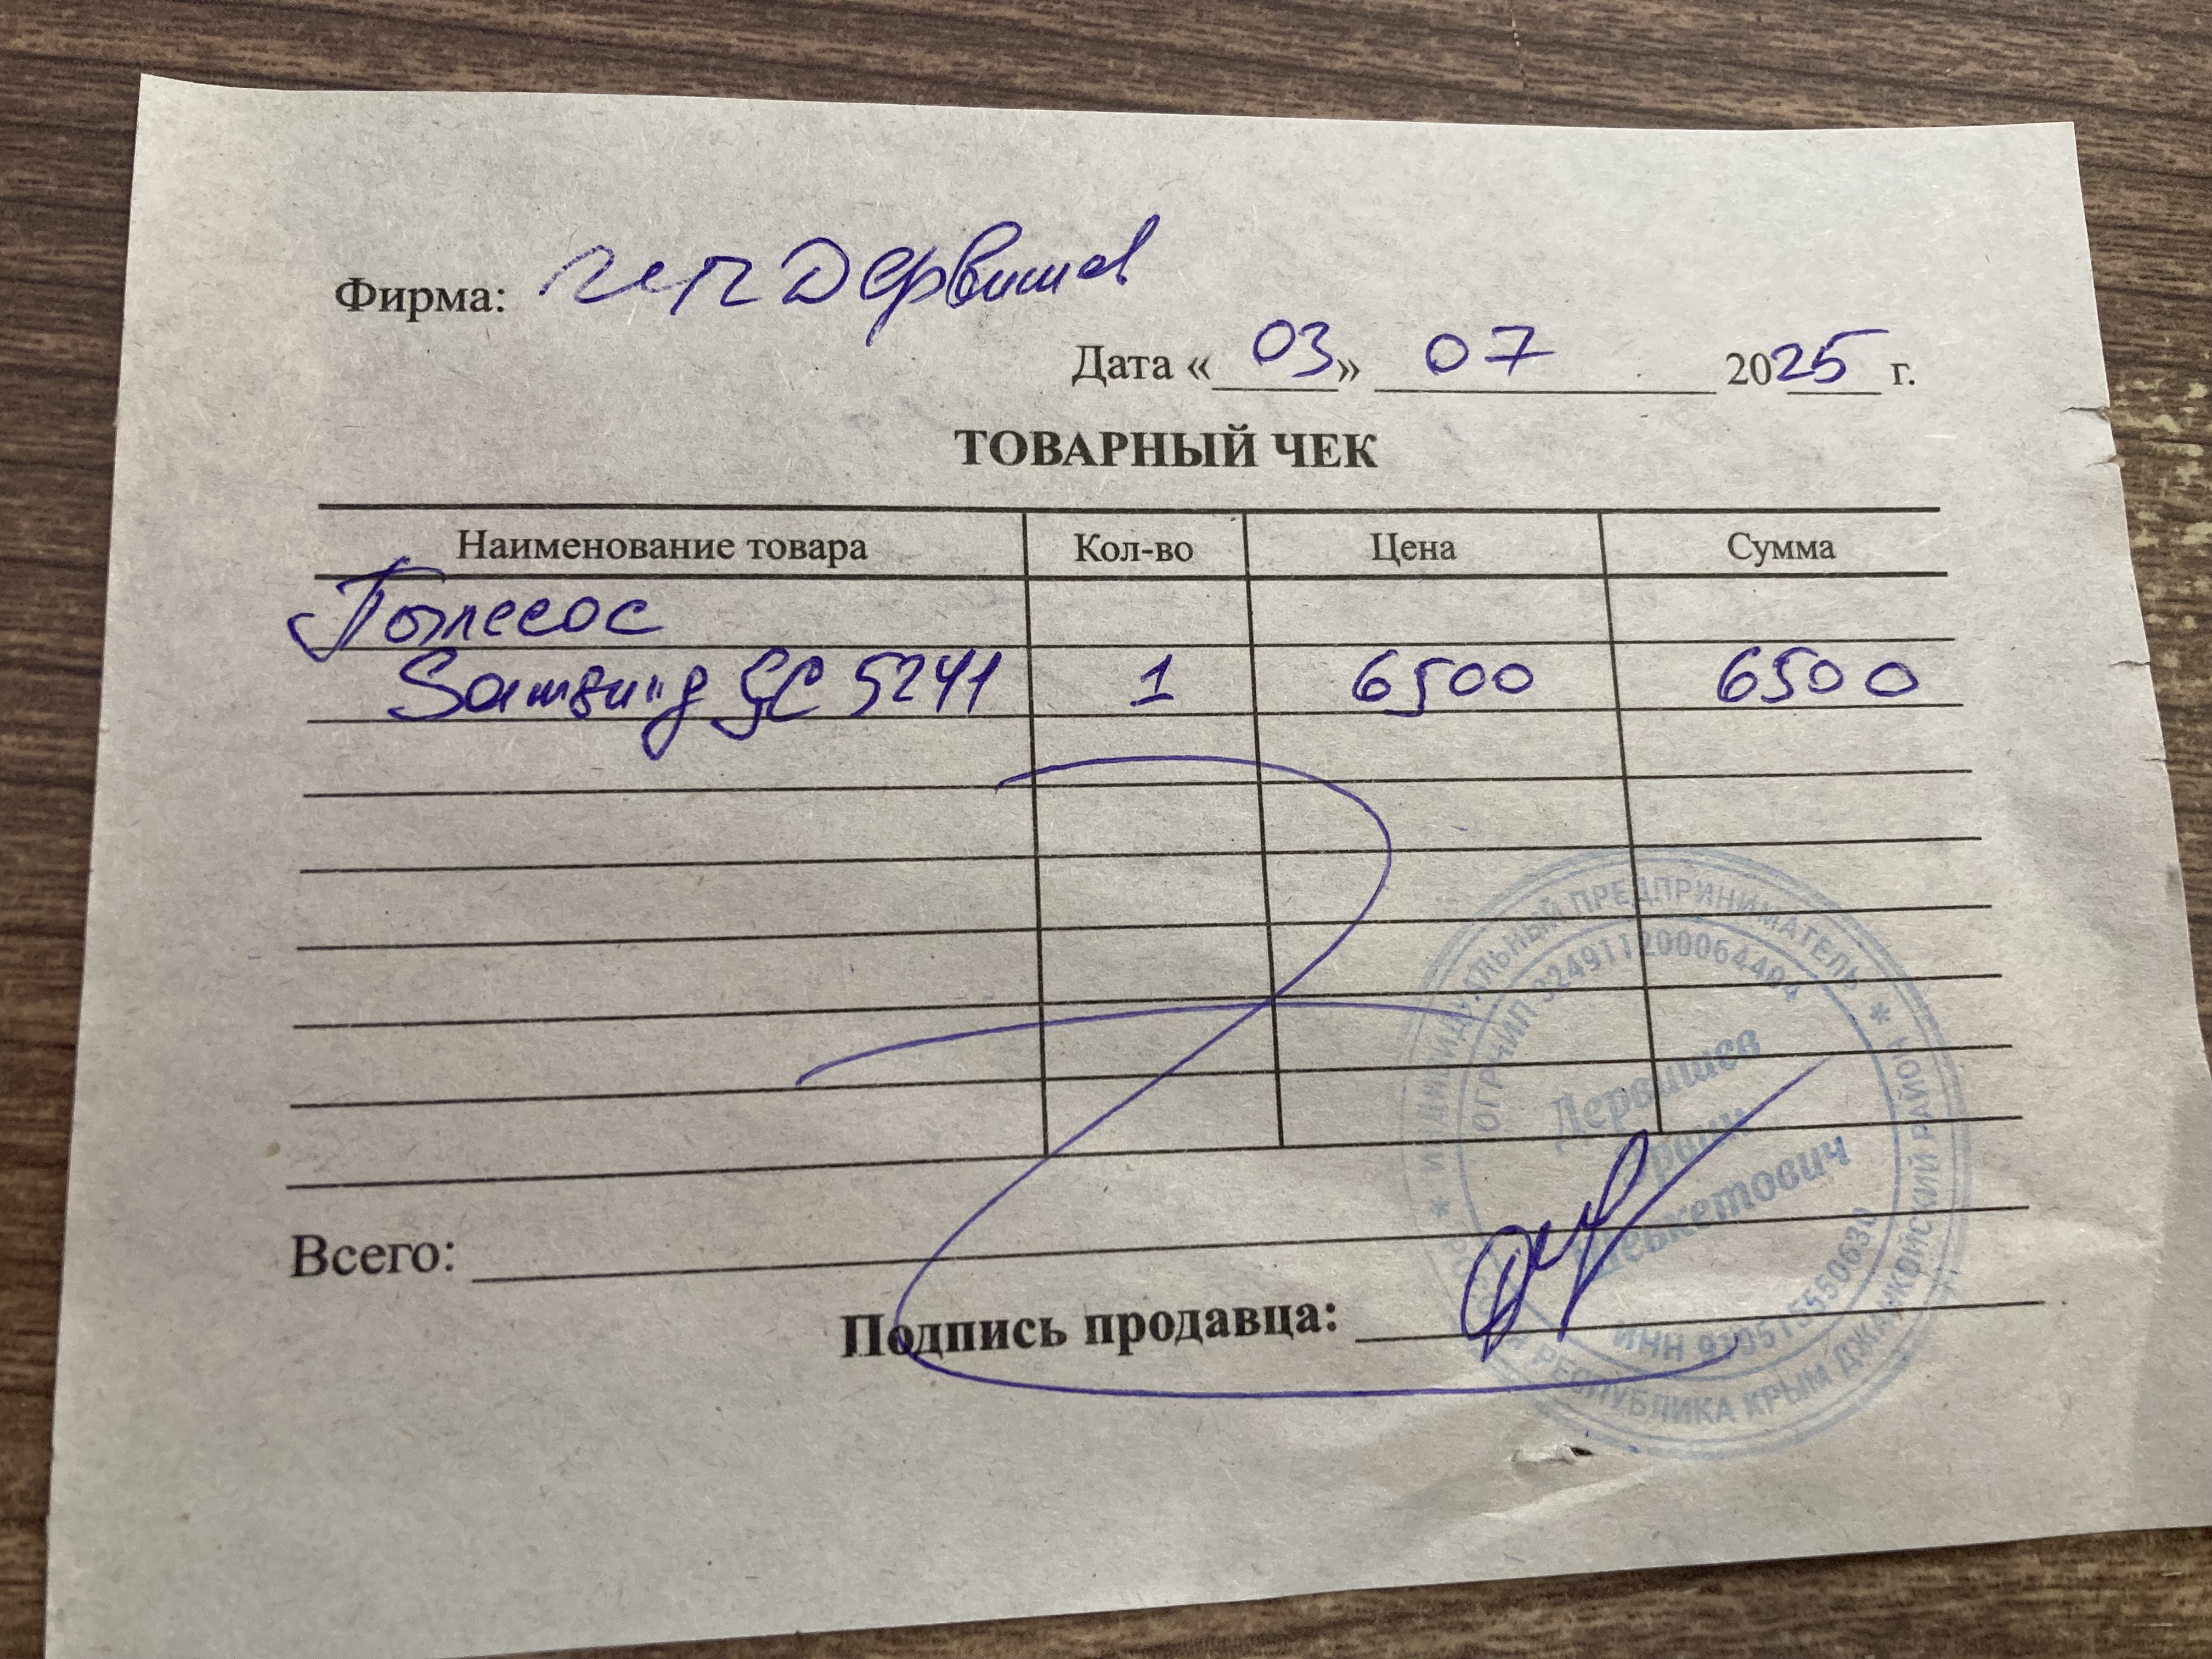 Фирма: ИП Дервишев
Дата « 03 » 07 2025 г.
ТОВАРНЫЙ ЧЕК
Наименование товара Кол-во Цена Сумма
Пылесос
Samsung SC 5241 1 6500 6500
Всего:
Подпись продавца:
ИНДИВИДУАЛЬНЫЙ ПРЕДПРИНИМАТЕЛЬ
ОГРНИП
Дервишев
Шевкетович
ИНН
РЕСПУБЛИКА КРЫМ ДЖАНКОЙСКИЙ РАЙОН